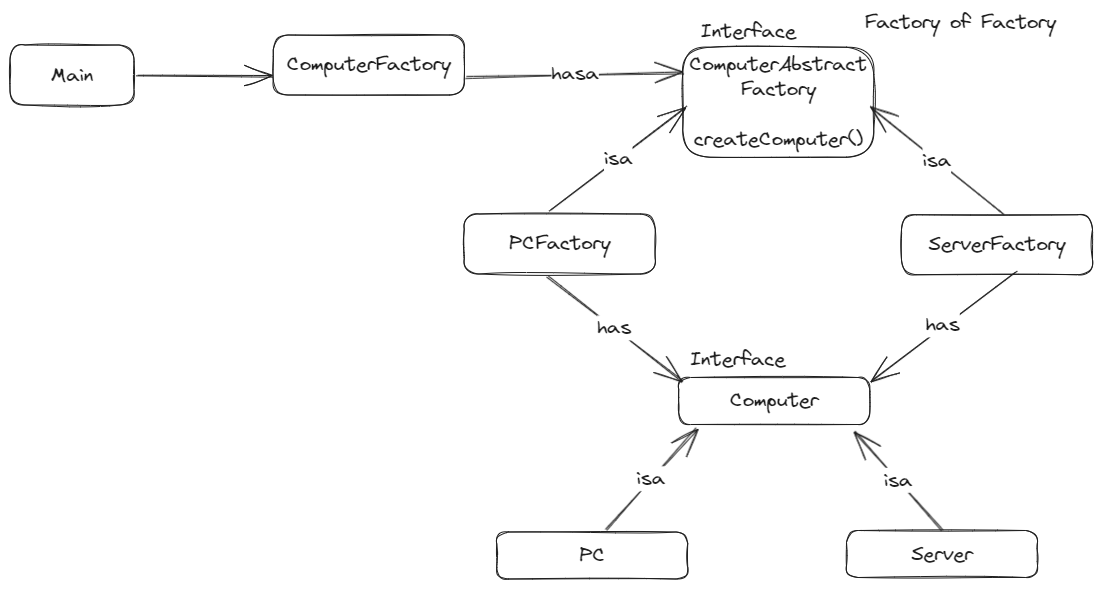 Factory of Factory
Interface
Main
ComputerFactory
hasa
ComputerAbstract
Factory
createComputer()
isa
isa
PCFactory
ServerFactory
has
has
Interface
Computer
isa
isa
PC
Server